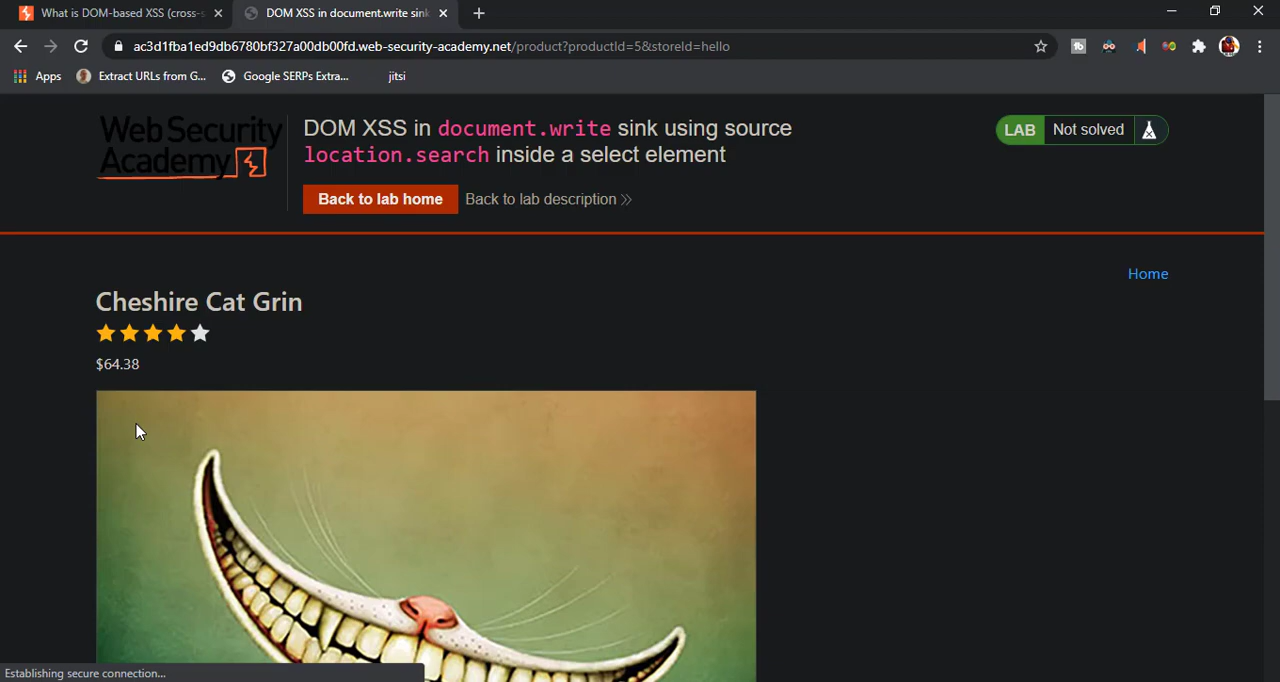 What is DOM-based XSS (cross-s
DOM XSS in document.write sink
ac3d1fba1ed9db6780bf327a00db00fd.web-security-academy.net/product?productId=5&storeId=hello
Apps
Extract URLs from G...
Google SERPs Extra...
jitsi
Web Security
Academy
DOM XSS in document.write sink using source
location.search inside a select element
LAB
Not solved
Back to lab home
Back to lab description
Home
Cheshire Cat Grin
$64.38
Establishing secure connection...